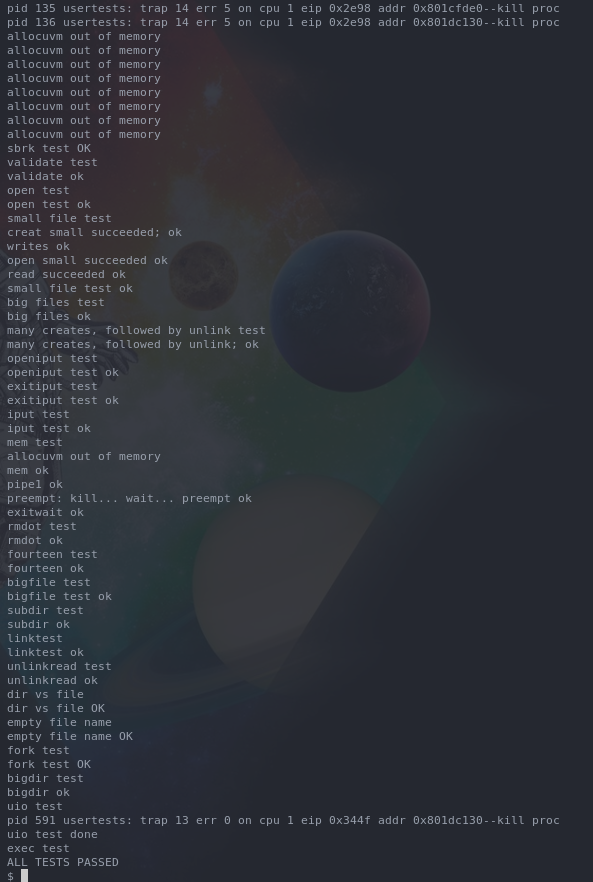 pid 135 usertests: trap 14 err 5 on cpu 1 eip 0x2e98 addr 0x801cfde0--kill proc
pid 136 usertests: trap 14 err 5 on cpu 1 eip 0x2e98 addr 0x801dc130--kill proc
allocuvm out of memory
allocuvm out of memory
allocuvm out of memory
allocuvm out of memory
allocuvm out of memory
allocuvm out of memory
allocuvm out of memory
allocuvm out of memory
sbrk test OK
validate test
validate ok
open test
open test ok
small file test
creat small succeeded; ok
writes ok
open small succeeded ok
read succeeded ok
small file test ok
big files test
big files ok
many creates, followed by unlink test
many creates, followed by unlink; ok
openiput test
openiput test ok
exitiput test
exitiput test ok
iput test
iput test ok
mem test
allocuvm out of memory
mem ok
pipe1 ok
preempt: kill... wait... preempt ok
exitwait ok
rmdot test
rmdot ok
fourteen test
fourteen ok
bigfile test
bigfile test ok
subdir test
subdir ok
linktest
linktest ok
unlinkread test
unlinkread ok
dir vs file
dir vs file OK
empty file name
empty file name OK
fork test
fork test OK
bigdir test
bigdir ok
uio test
pid 591 usertests: trap 13 err 0 on cpu 1 eip 0x344f addr 0x801dc130--kill proc
uio test done
exec test
ALL TESTS PASSED
$